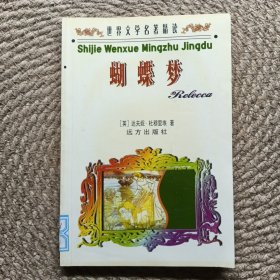 世界文学名著精读
Shijie Wenxue Mingzhu Jingdu
蝴蝶梦
Rebecca
[英] 达夫妮·杜穆里埃 著
远方出版社